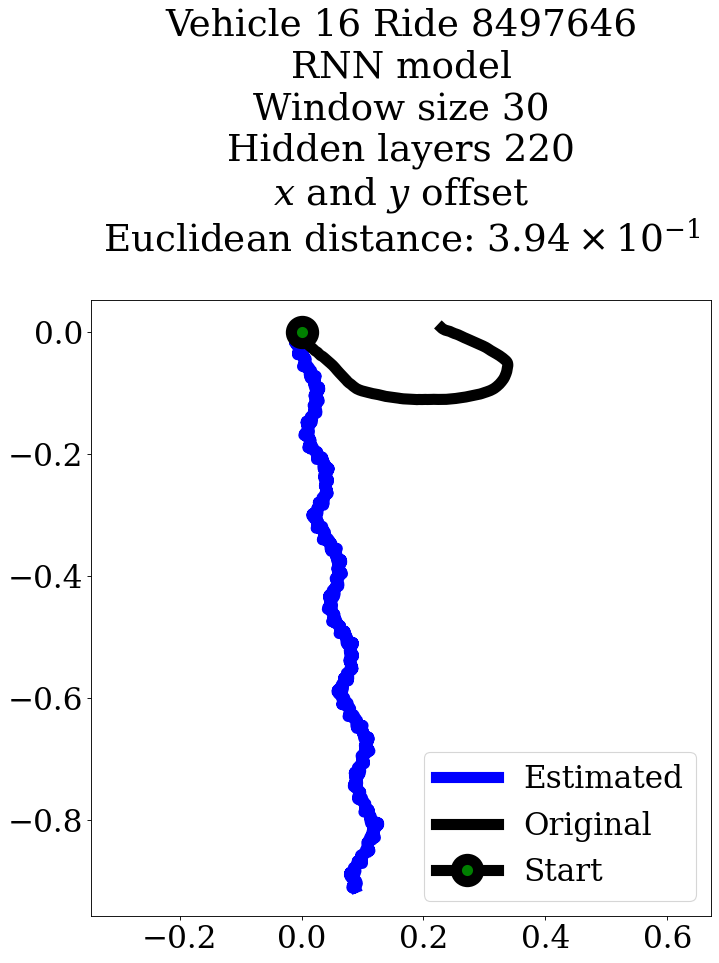 Vehicle 16 Ride 8497646
RNN model
Window size 30
Hidden layers 220
x and y offset
Euclidean distance: 3.94 × 10⁻¹
0.0
−0.2
−0.4
−0.6
−0.8
Estimated
Original
Start
−0.2 0.0 0.2 0.4 0.6